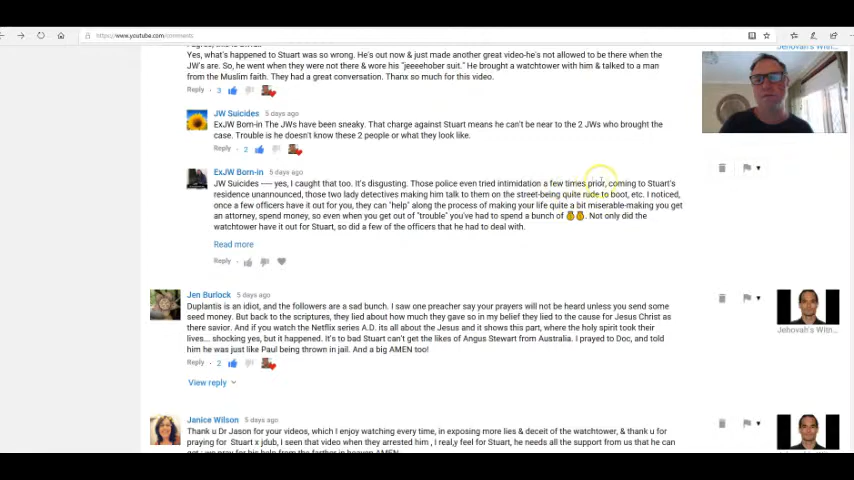 https://www.youtube.com/comments
Yes, what's happened to Stuart was so wrong. He's out now & just made another great video-he's not allowed to be there when the
JW's are. So, he went when they were not there & wore his "jeeeehober suit." He brought a watchtower with him & talked to a man
from the Muslim faith. They had a great conversation. Thanx so much for this video.
Jehovah's With...
Reply · 3
JW Suicides 5 days ago
ExJW Born-in The JWs have been sneaky. That charge against Stuart means he can't be near to the 2 JWs who brought the
case. Trouble is he doesn't know these 2 people or what they look like.
Reply · 2
ExJW Born-in 5 days ago
JW Suicides ---- yes, I caught that too. It's disgusting. Those police even tried intimidation a few times prior, coming to Stuart's
residence unannounced, those two lady detectives making him talk to them on the street-being quite rude to boot, etc. I noticed,
once a few officers have it out for you, they can "help" along the process of making your life quite a bit miserable-making you get
an attorney, spend money, so even when you get out of "trouble" you've had to spend a bunch of 💰💰. Not only did the
watchtower have it out for Stuart, so did a few of the officers that he had to deal with.
Read more
Reply
Jen Burlock 5 days ago
Duplantis is an idiot, and the followers are a sad bunch. I saw one preacher say your prayers will not be heard unless you send some
seed money. But back to the scriptures, they lied about how much they gave so in my belief they lied to the cause for Jesus Christ as
there savior. And if you watch the Netflix series A.D. its all about the Jesus and it shows this part, where the holy spirit took their
lives... shocking yes, but it happened. It's to bad Stuart can't get the likes of Angus Stewart from Australia. I prayed to Doc, and told
him he was just like Paul being thrown in jail. And a big AMEN too!
Jehovah's Witn...
Reply · 2
View reply
Janice Wilson 5 days ago
Thank u Dr Jason for your videos, which I enjoy watching every time, in exposing more lies & deceit of the watchtower, & thank u for
praying for Stuart x jdub, I seen that video when they arrested him , I real,y feel for Stuart, he needs all the support from us that he can